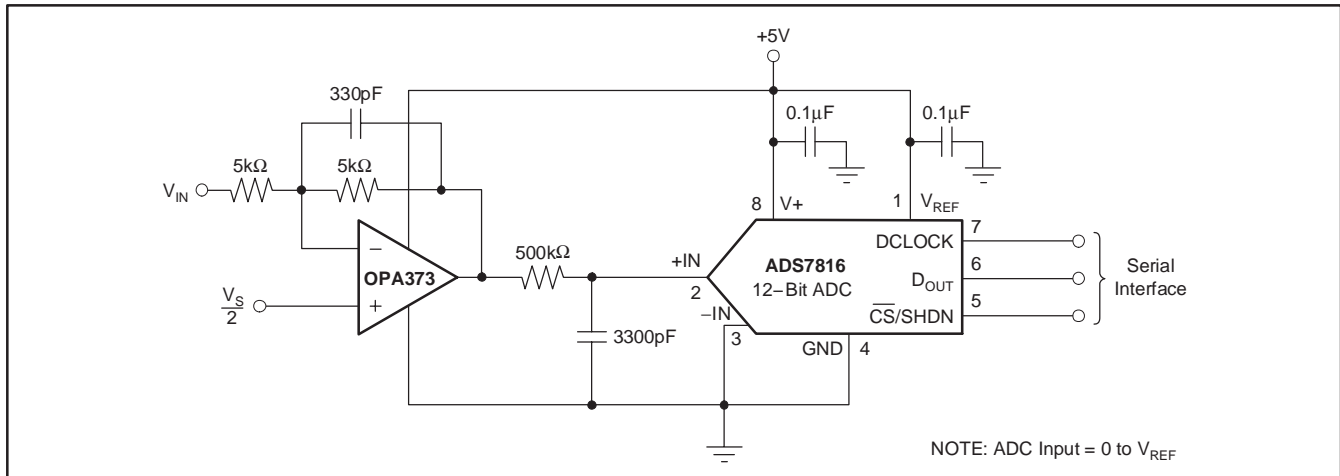 +5V
330pF
0.1μF
0.1μF
5kΩ
5kΩ
V_IN
8
V+
1
V_REF
DCLOCK
7
−
OPA373
+
500kΩ
+IN
2
ADS7816
12−Bit ADC
D_OUT
6
Serial
Interface
V_S
2
−IN
3
C̅S̅/SHDN
5
3300pF
GND
4
NOTE: ADC Input = 0 to V_REF